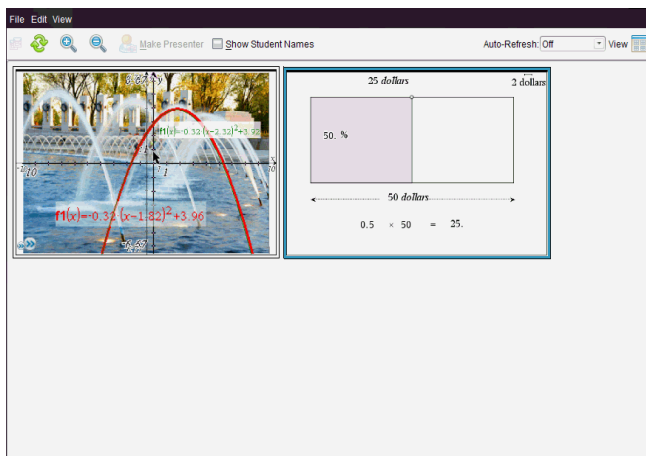 File Edit View
Make Presenter Show Student Names Auto-Refresh: Off View
6.67 y
f1(x)=-0.32 (x-2.32)²+3.92
-10 1 10
f1(x)=-0.32 (x-1.82)²+3.96
-6.67
25 dollars 2 dollars
50. %
50 dollars
0.5 × 50 = 25.